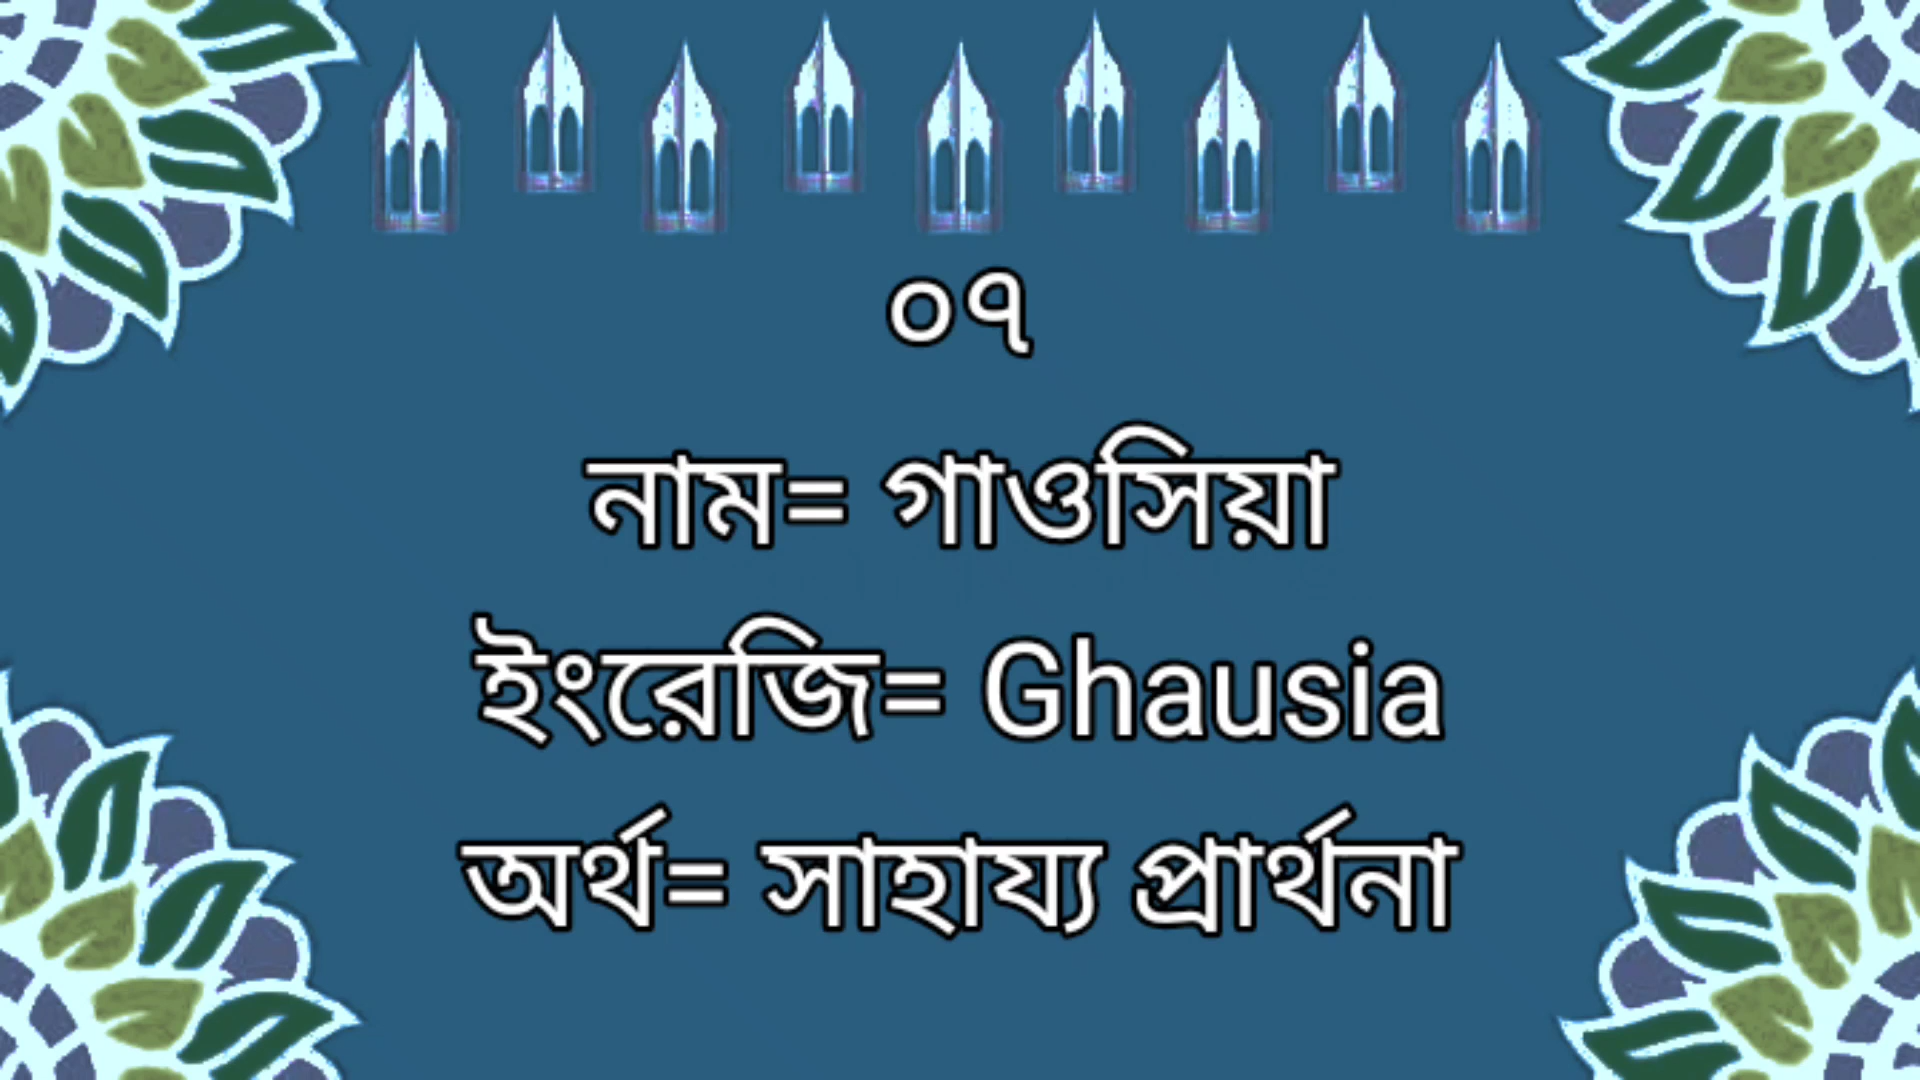 ০৭
নাম= গাওসিয়া
ইংরেজি= Ghausia
অর্থ= সাহায্য প্রার্থনা